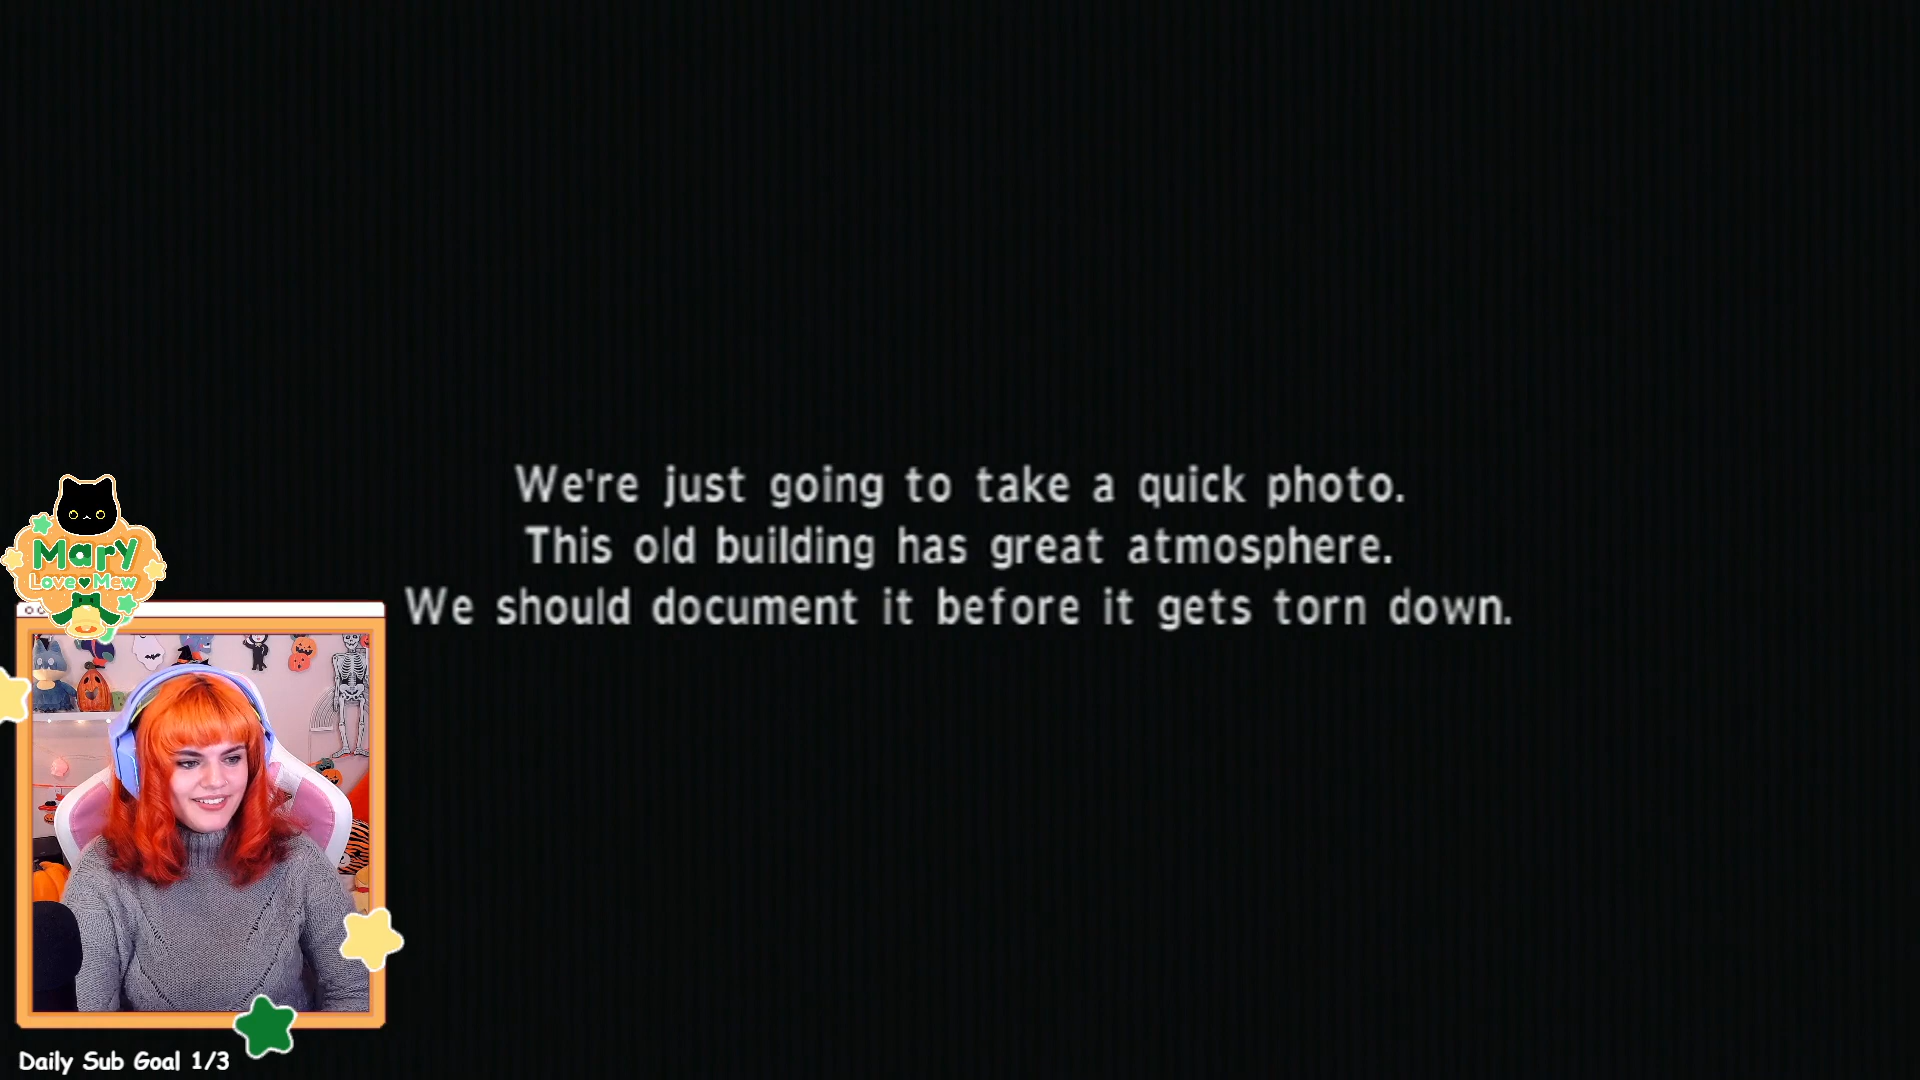 We're just going to take a quick photo.
This old building has great atmosphere.
We should document it before it gets torn down.
Mary
Love♥Mew
Daily Sub Goal 1/3